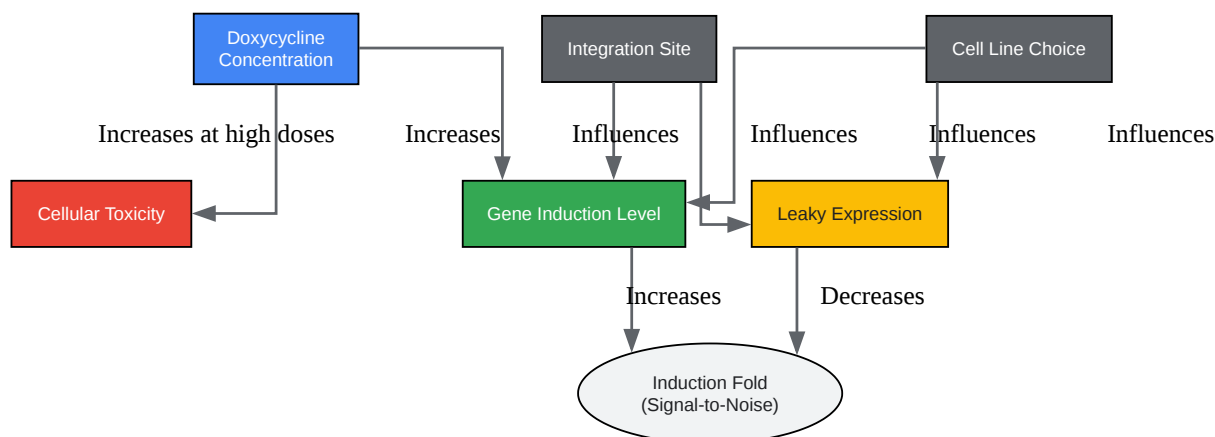 Doxycycline
Concentration
Integration Site
Cell Line Choice
Increases at high doses
Increases
Influences
Influences
Influences
Influences
Cellular Toxicity
Gene Induction Level
Leaky Expression
Increases
Decreases
Induction Fold
(Signal-to-Noise)